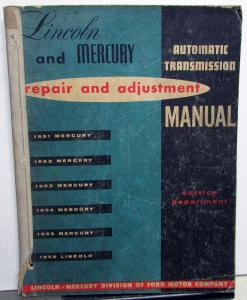 Lincoln
and MERCURY
AUTOMATIC
TRANSMISSION
repair and adjustment
MANUAL
1951 MERCURY
1952 MERCURY
1953 MERCURY
1954 MERCURY
1955 MERCURY
1955 LINCOLN
service
department
LINCOLN - MERCURY DIVISION OF FORD MOTOR COMPANY